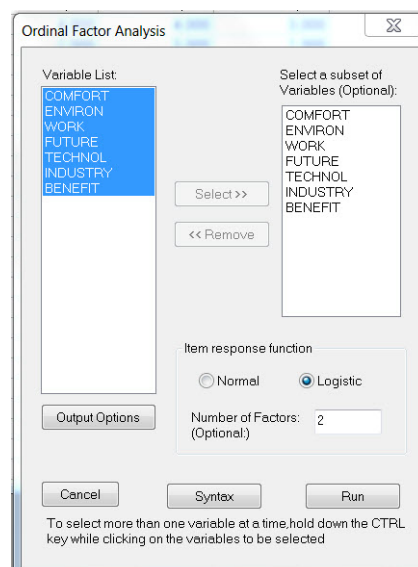 Ordinal Factor Analysis
Variable List:
COMFORT
ENVIRON
WORK
FUTURE
TECHNOL
INDUSTRY
BENEFIT
Select >>
<< Remove
Select a subset of
Variables (Optional):
COMFORT
ENVIRON
WORK
FUTURE
TECHNOL
INDUSTRY
BENEFIT
Item response function
Normal
Logistic
Number of Factors:
(Optional:)
2
Output Options
Cancel
Syntax
Run
To select more than one variable at a time,hold down the CTRL
key while clicking on the variables to be selected